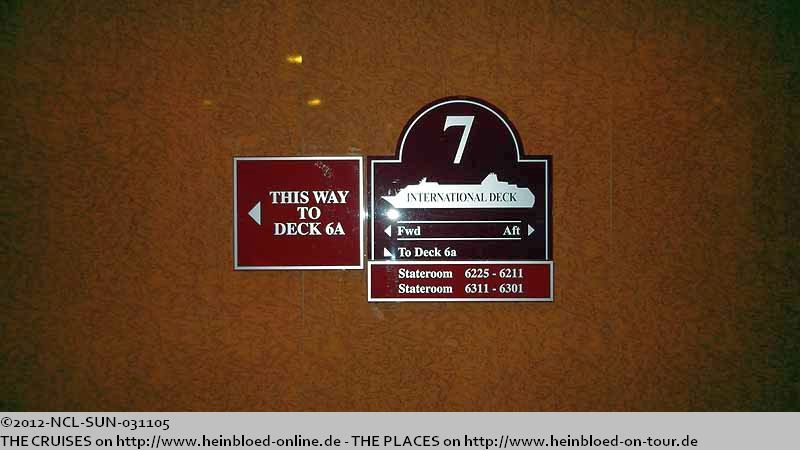 THIS WAY
TO
DECK 6A
7
INTERNATIONAL DECK
Fwd Aft
To Deck 6a
Stateroom 6225 - 6211
Stateroom 6311 - 6301
©2012-NCL-SUN-031105
THE CRUISES on http://www.heinbloed-online.de - THE PLACES on http://www.heinbloed-on-tour.de